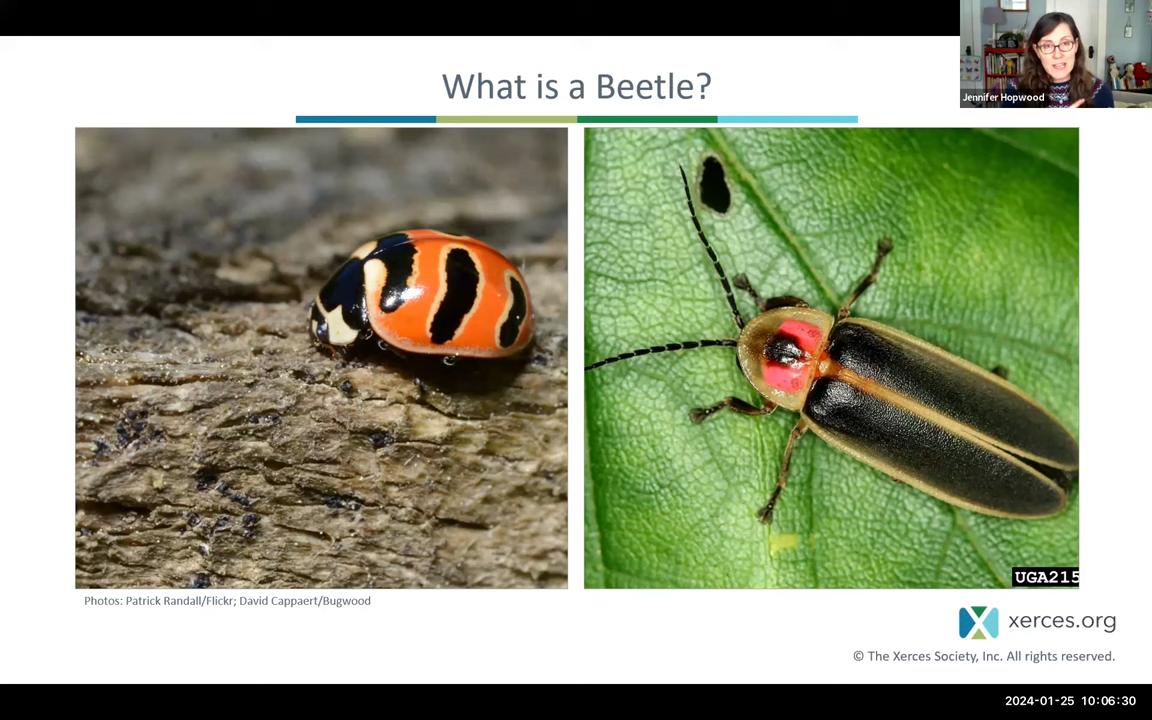 What is a Beetle?
Jennifer Hopwood
UGA215
Photos: Patrick Randall/Flickr; David Cappaert/Bugwood
xerces.org
© The Xerces Society, Inc. All rights reserved.
2024-01-25 10:06:30